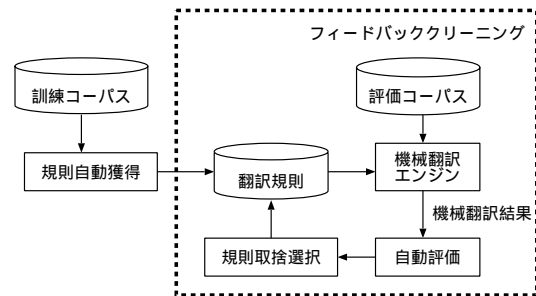 フィードバッククリーニング
訓練コーパス
評価コーパス
規則自動獲得
翻訳規則
機械翻訳
エンジン
機械翻訳結果
規則取捨選択
自動評価